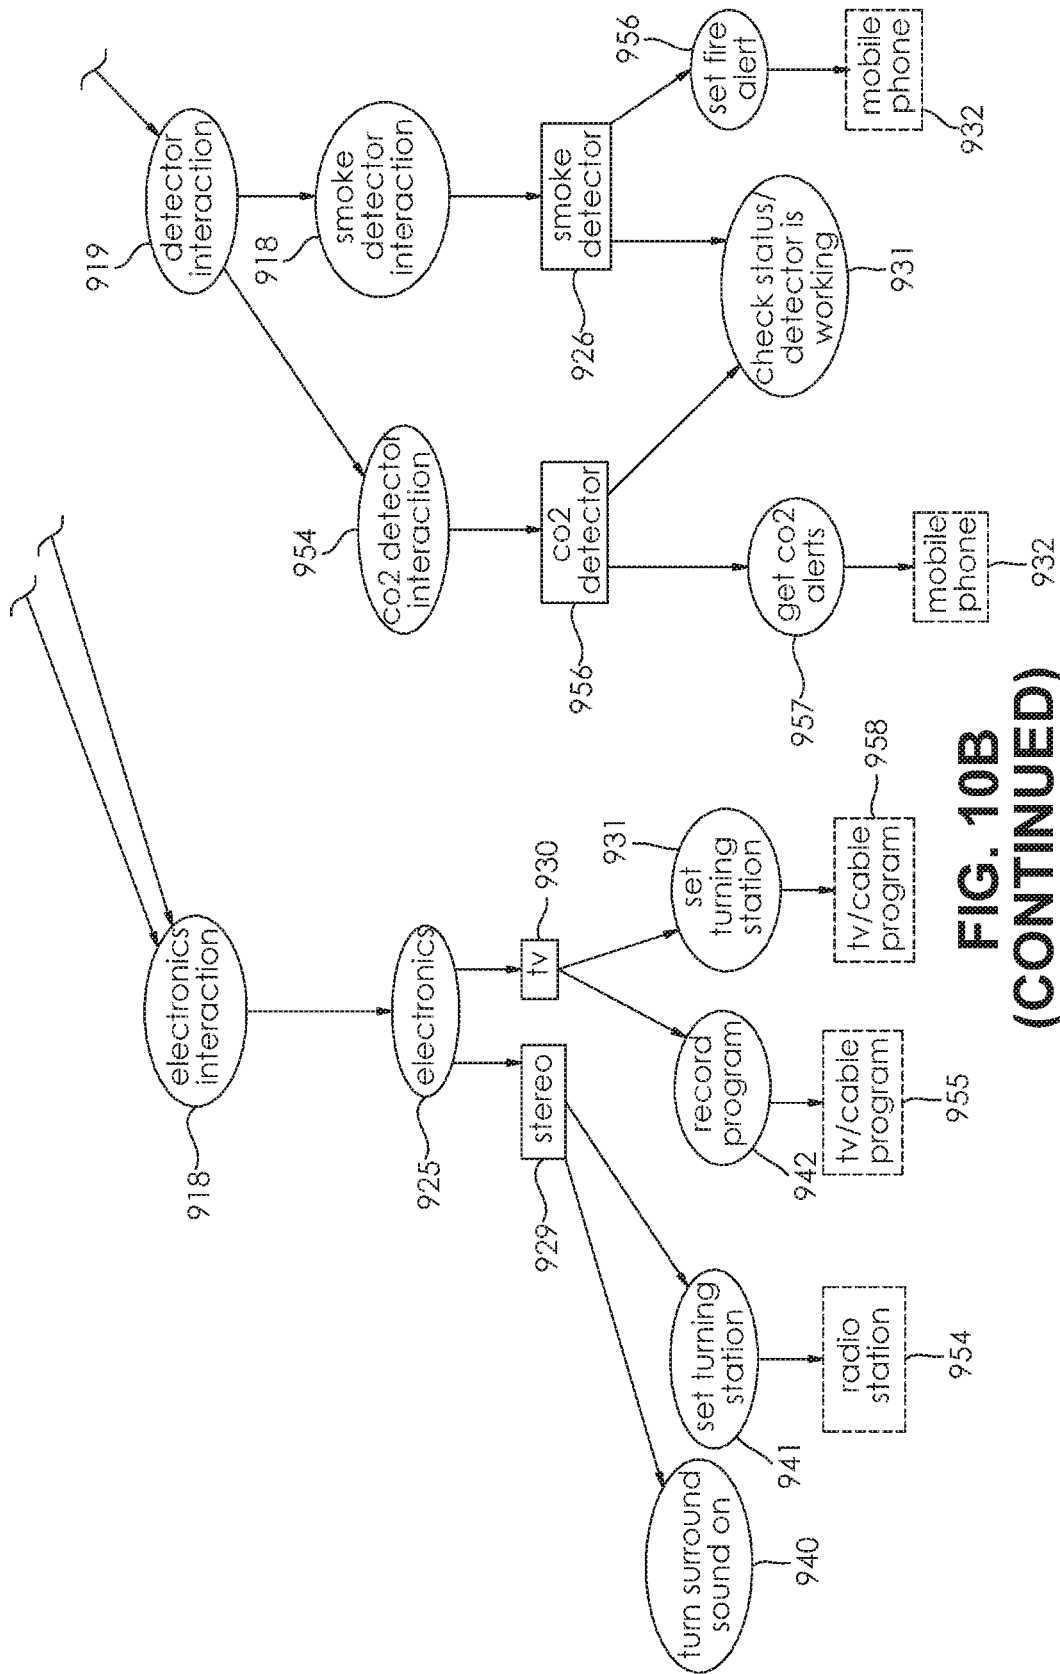 electronics
interaction
918
electronics
925
stereo
929
tv
930
turn surround
sound on
940
set turning
station
941
radio
station
954
record
program
942
tv/cable
program
955
set
turning
station
931
tv/cable
program
958
detector
interaction
919
co2 detector
interaction
954
smoke
detector
interaction
918
co2
detector
956
smoke
detector
926
get co2
alerts
957
mobile
phone
932
check status/
detector is
working
931
set fire
alert
956
mobile
phone
932
FIG. 10B
(CONTINUED)